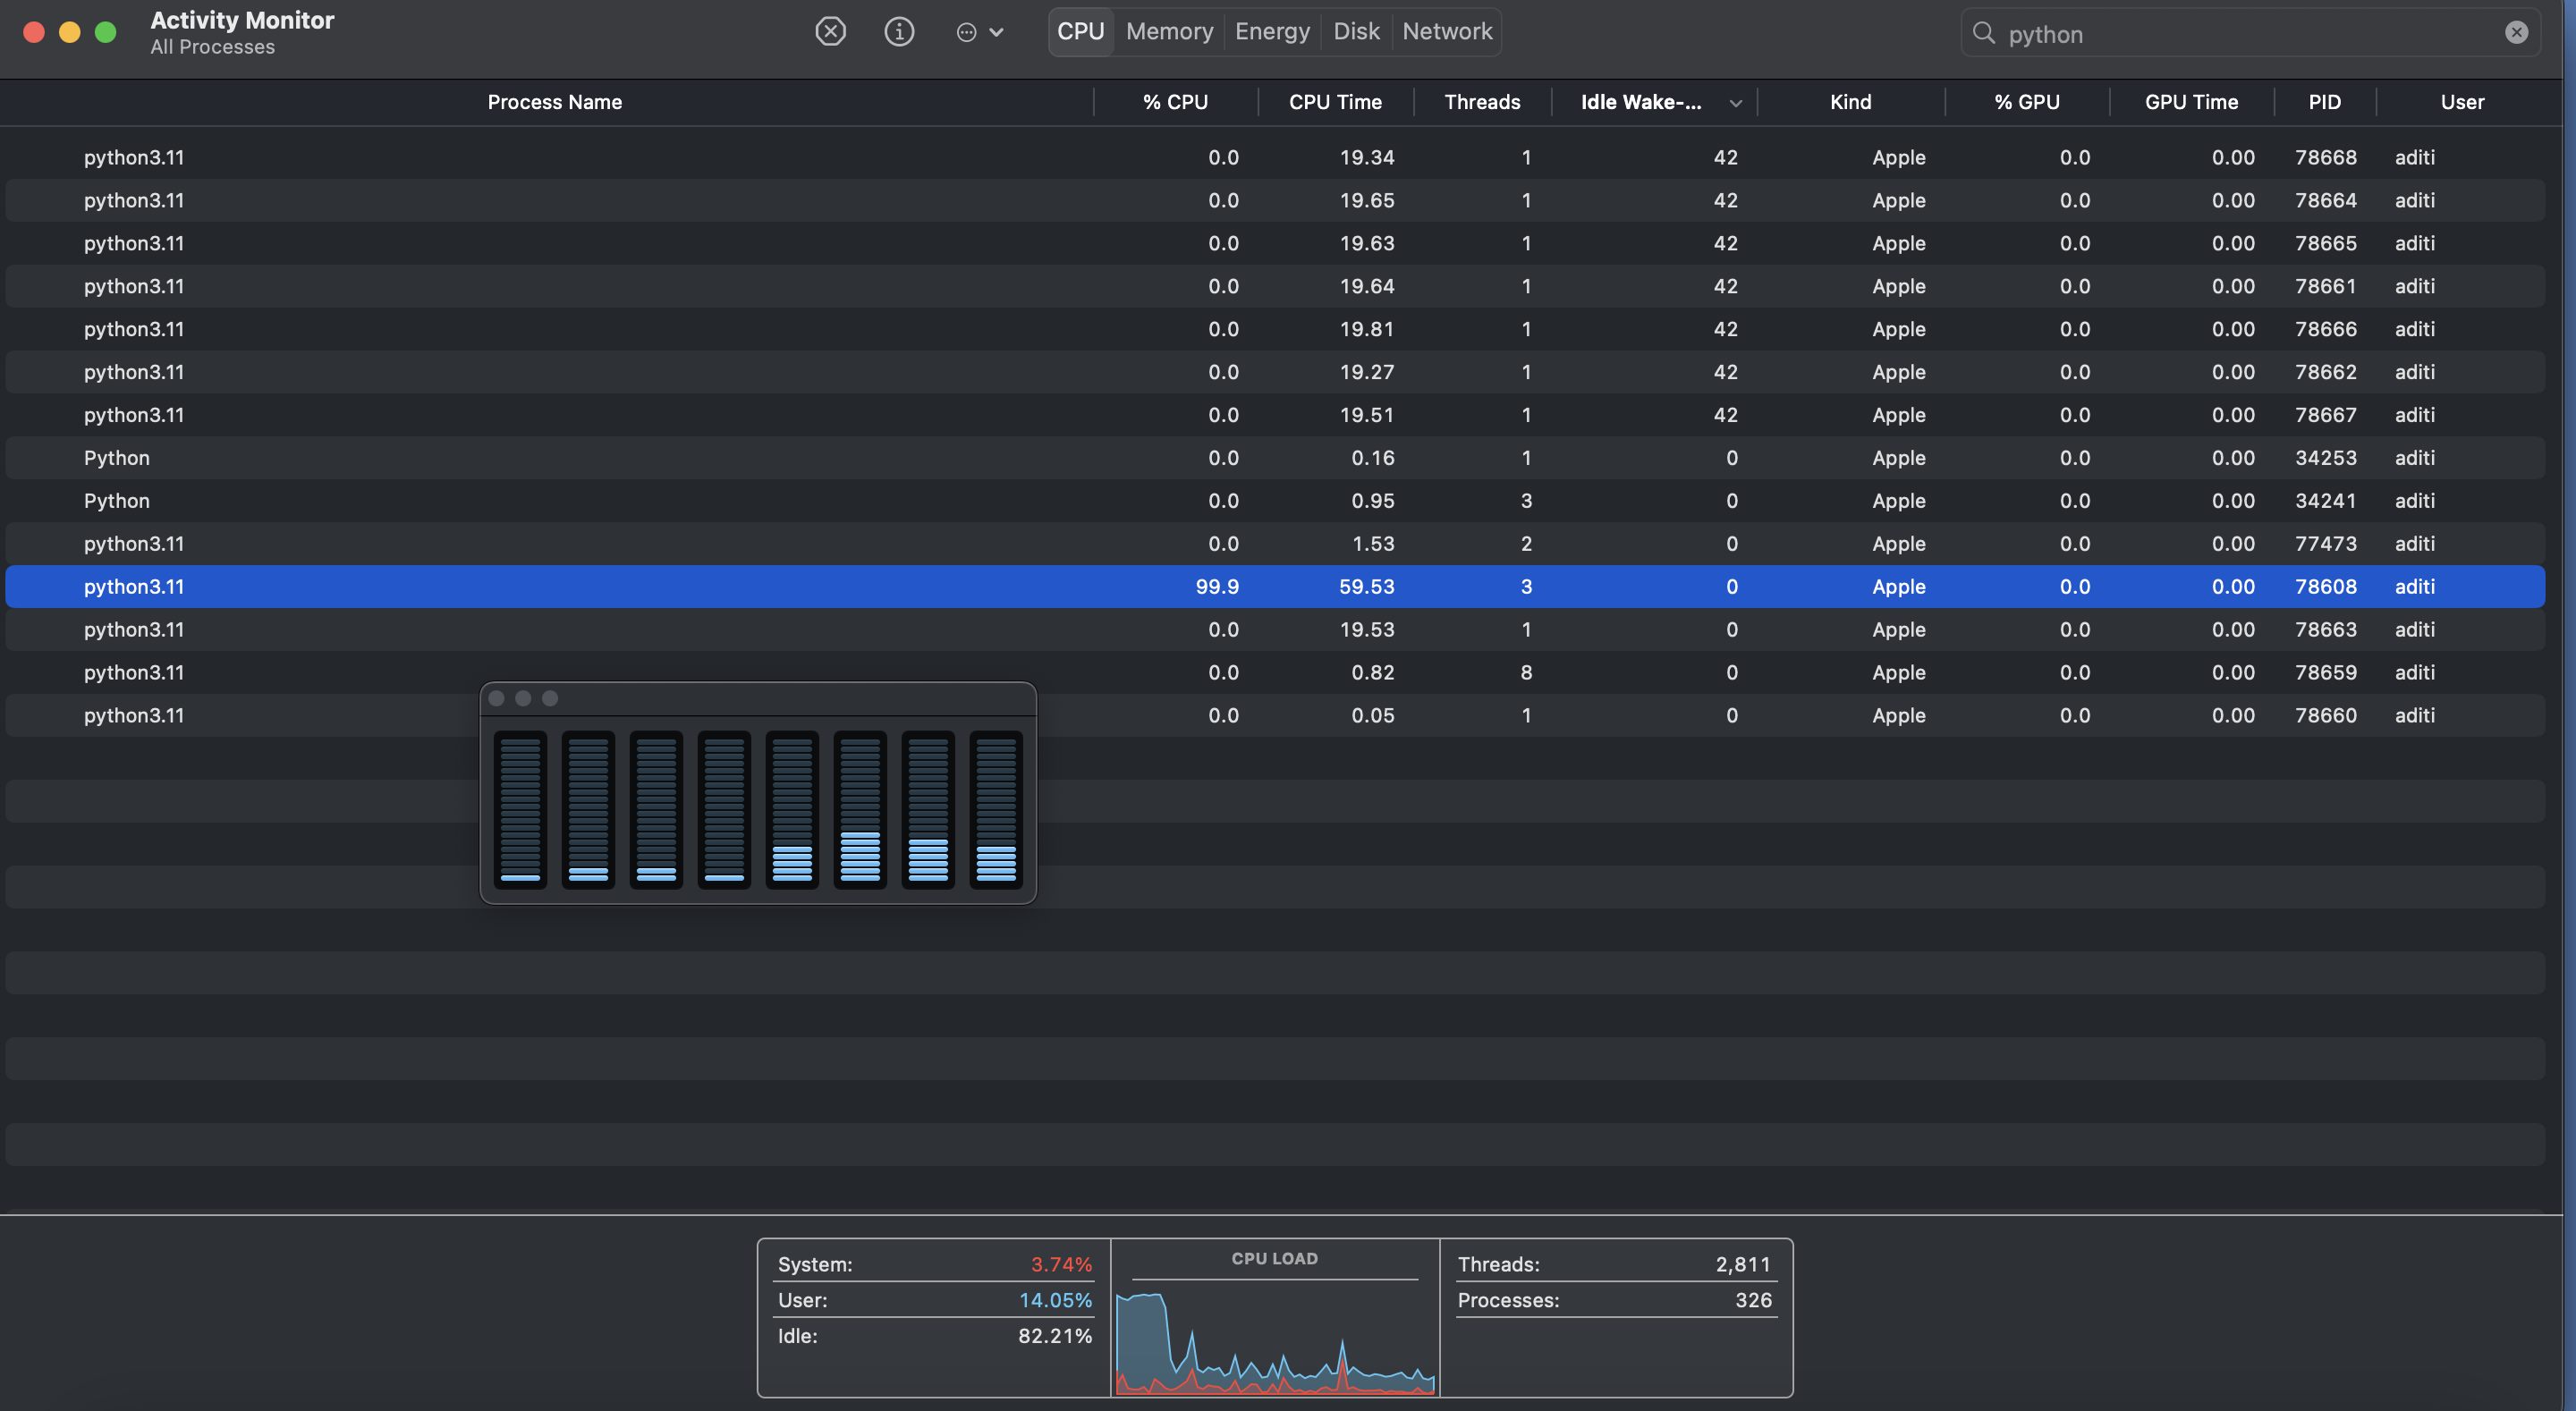 Activity Monitor
All Processes
CPU Memory Energy Disk Network
python
Process Name % CPU CPU Time Threads Idle Wake-... Kind % GPU GPU Time PID User
python3.11 0.0 19.34 1 42 Apple 0.0 0.00 78668 aditi
python3.11 0.0 19.65 1 42 Apple 0.0 0.00 78664 aditi
python3.11 0.0 19.63 1 42 Apple 0.0 0.00 78665 aditi
python3.11 0.0 19.64 1 42 Apple 0.0 0.00 78661 aditi
python3.11 0.0 19.81 1 42 Apple 0.0 0.00 78666 aditi
python3.11 0.0 19.27 1 42 Apple 0.0 0.00 78662 aditi
python3.11 0.0 19.51 1 42 Apple 0.0 0.00 78667 aditi
Python 0.0 0.16 1 0 Apple 0.0 0.00 34253 aditi
Python 0.0 0.95 3 0 Apple 0.0 0.00 34241 aditi
python3.11 0.0 1.53 2 0 Apple 0.0 0.00 77473 aditi
python3.11 99.9 59.53 3 0 Apple 0.0 0.00 78608 aditi
python3.11 0.0 19.53 1 0 Apple 0.0 0.00 78663 aditi
python3.11 0.0 0.82 8 0 Apple 0.0 0.00 78659 aditi
python3.11 0.0 0.05 1 0 Apple 0.0 0.00 78660 aditi
System: 3.74%
User: 14.05%
Idle: 82.21%
CPU LOAD
Threads: 2,811
Processes: 326